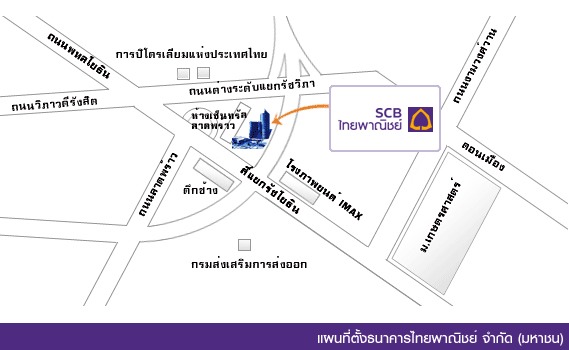 ถนนพหลโยธิน
การปิโตรเลียมแห่งประเทศไทย
ถนนต่างระดับแยกรัชวิภา
ถนนวิภาวดีรังสิต
ห้างเซ็นทรัล
ลาดพร้าว
SCB
ไทยพาณิชย์
ถนนงามวงศ์วาน
ดอนเมือง
ถนนลาดพร้าว
ตึกช้าง
สี่แยกรัชโยธิน
โรงภาพยนต์ IMAX
ม.เกษตรศาสตร์
กรมส่งเสริมการส่งออก
แผนที่ตั้งธนาคารไทยพาณิชย์ จำกัด (มหาชน)